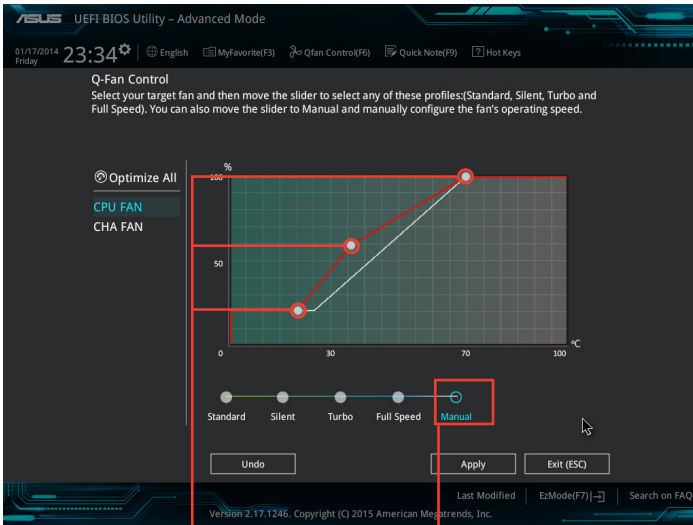 ASUS UEFI BIOS Utility – Advanced Mode
01/17/2014 23:34 English MyFavorite(F3) Qfan Control(F6) Quick Note(F9) ? Hot Keys
Friday
Q-Fan Control
Select your target fan and then move the slider to select any of these profiles:(Standard, Silent, Turbo and
Full Speed). You can also move the slider to Manual and manually configure the fan's operating speed.
%
Optimize All 100
CPU FAN
CHA FAN
50
°C
0 30 70 100
Standard Silent Turbo Full Speed Manual
Undo Apply Exit (ESC)
Last Modified EzMode(F7) Search on FAQ
Version 2.17.1246. Copyright (C) 2015 American Megatrends, Inc.